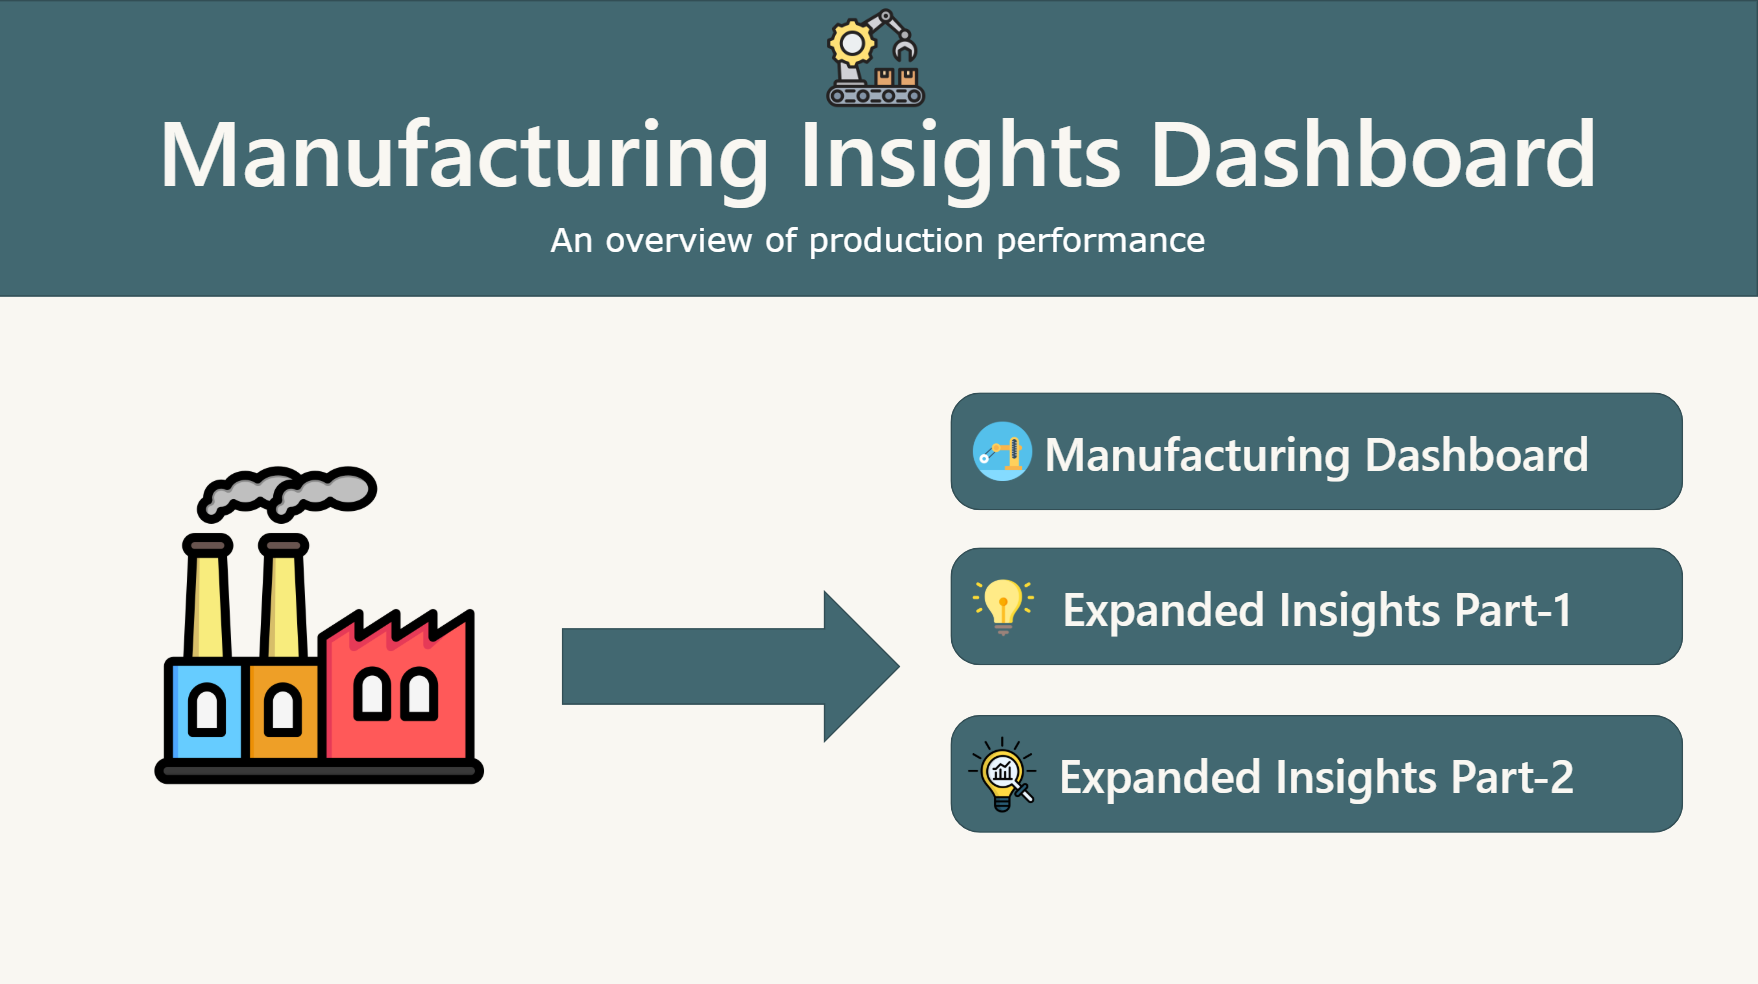 Manufacturing Insights Dashboard
An overview of production performance
Manufacturing Dashboard
Expanded Insights Part-1
Expanded Insights Part-2